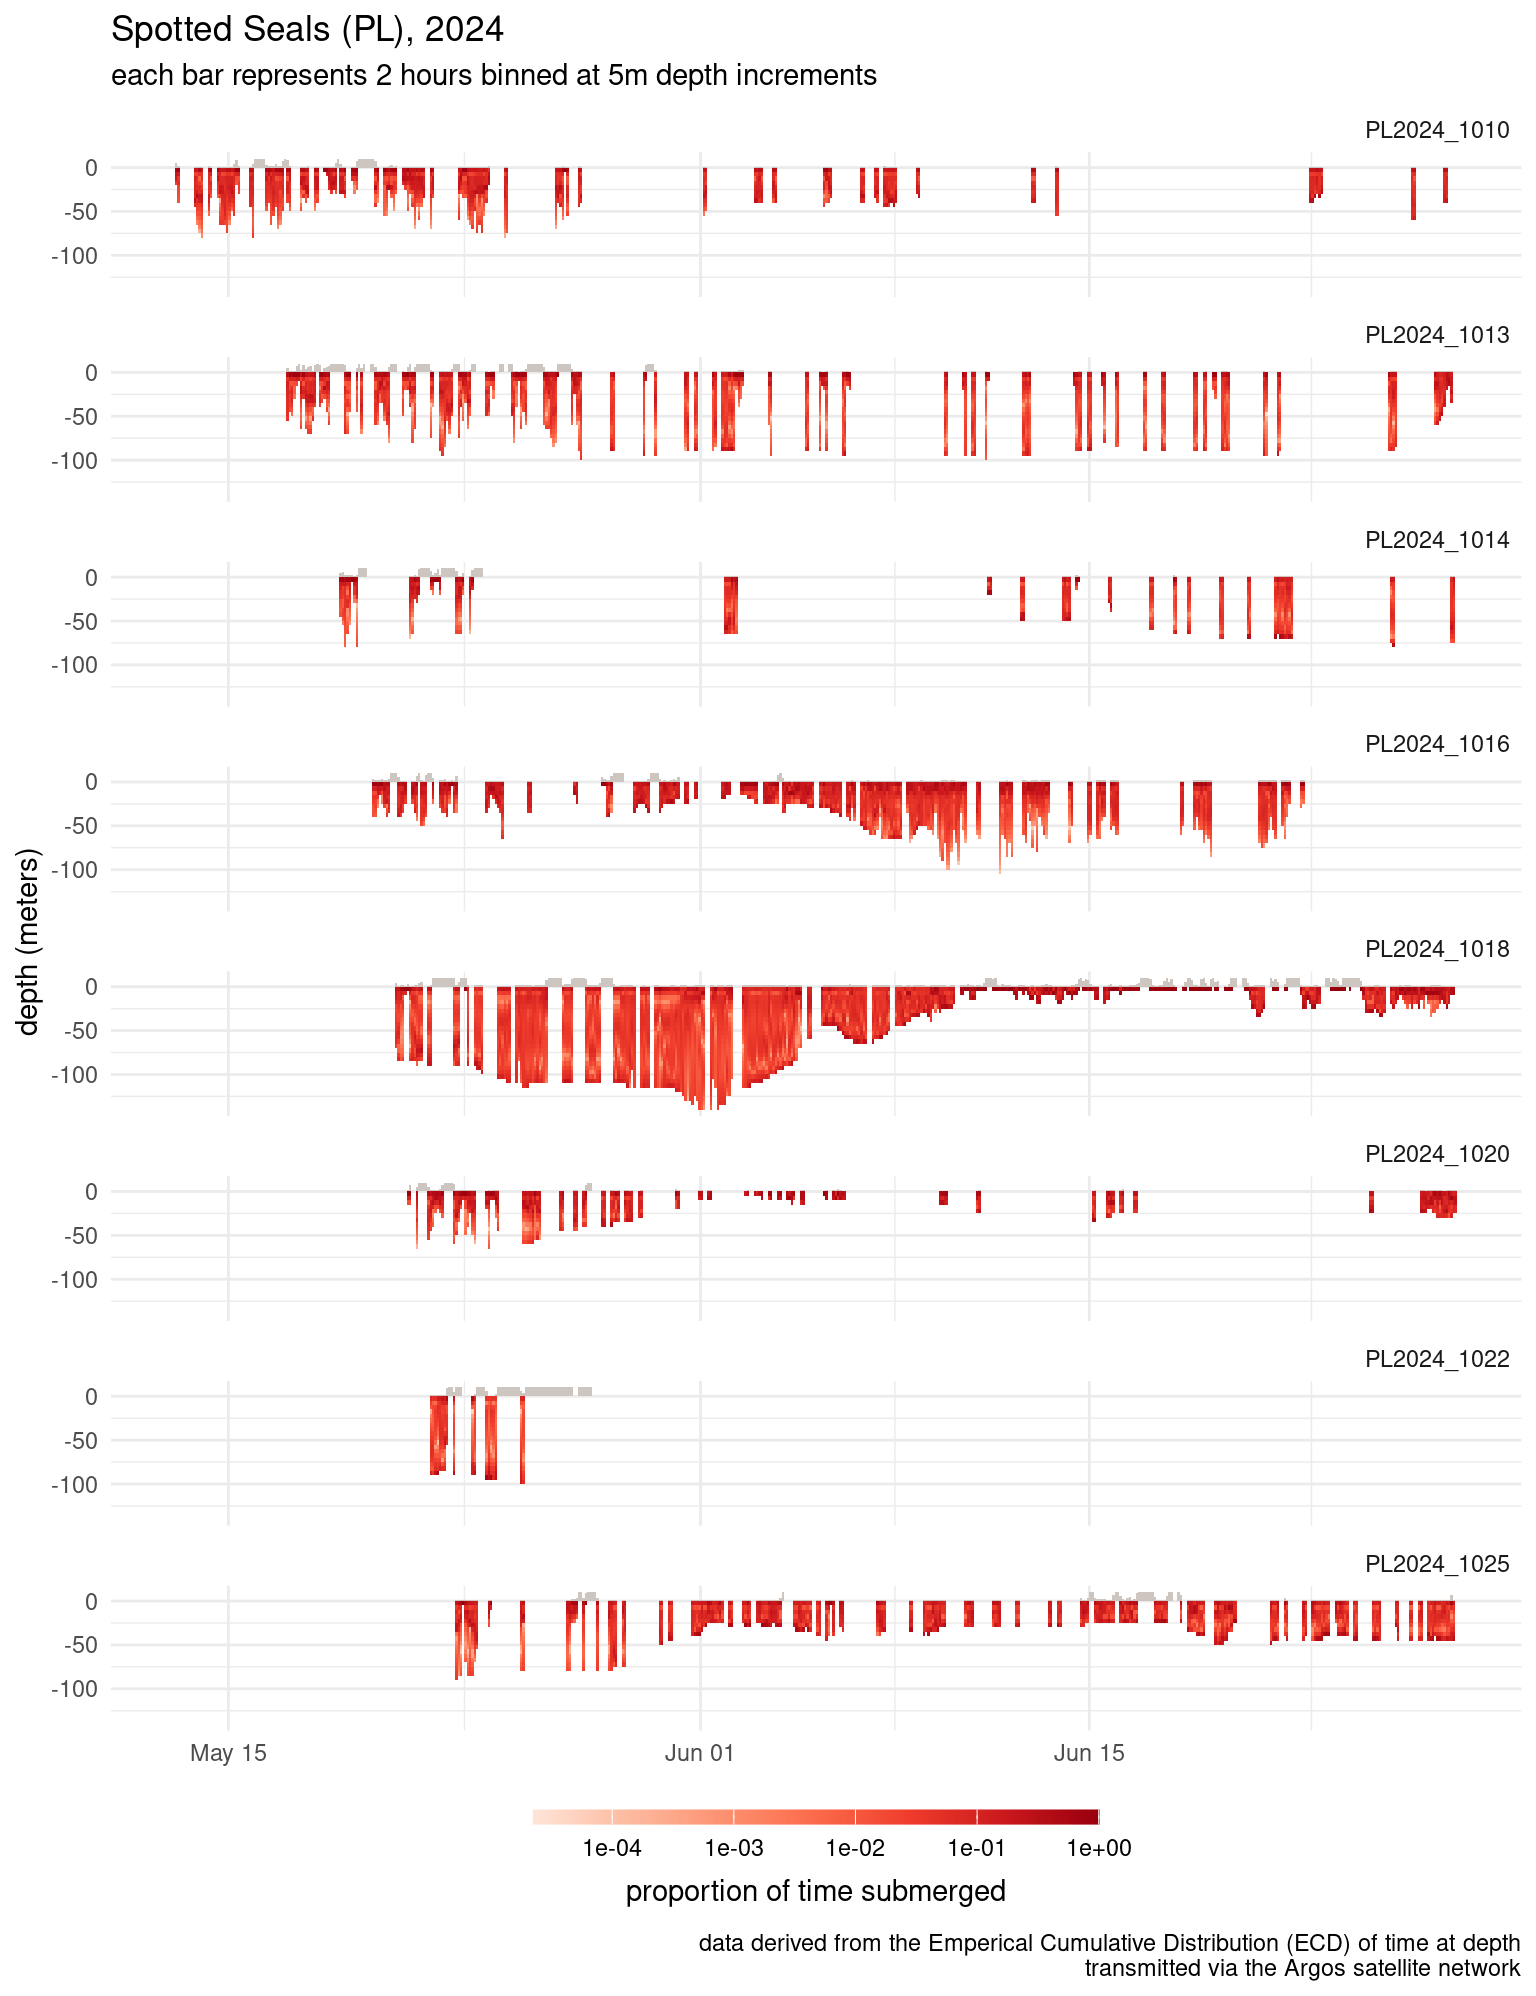 Spotted Seals (PL), 2024
each bar represents 2 hours binned at 5m depth increments
PL2024_1010
0
-50
-100
PL2024_1013
0
-50
-100
PL2024_1014
0
-50
-100
PL2024_1016
0
-50
-100
PL2024_1018
0
-50
-100
PL2024_1020
0
-50
-100
PL2024_1022
0
-50
-100
PL2024_1025
0
-50
-100
depth (meters)
May 15 Jun 01 Jun 15
1e-04 1e-03 1e-02 1e-01 1e+00
proportion of time submerged
data derived from the Emperical Cumulative Distribution (ECD) of time at depth
transmitted via the Argos satellite network